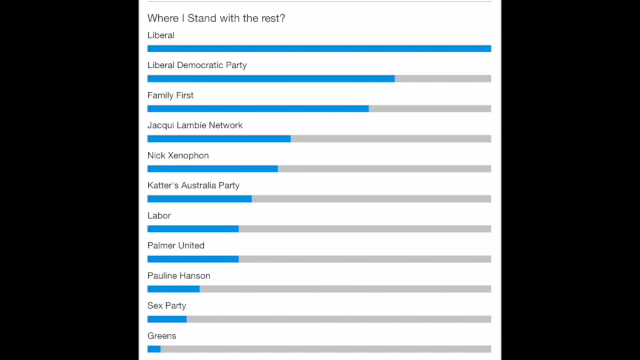 Where I Stand with the rest?
Liberal
Liberal Democratic Party
Family First
Jacqui Lambie Network
Nick Xenophon
Katter's Australia Party
Labor
Palmer United
Pauline Hanson
Sex Party
Greens